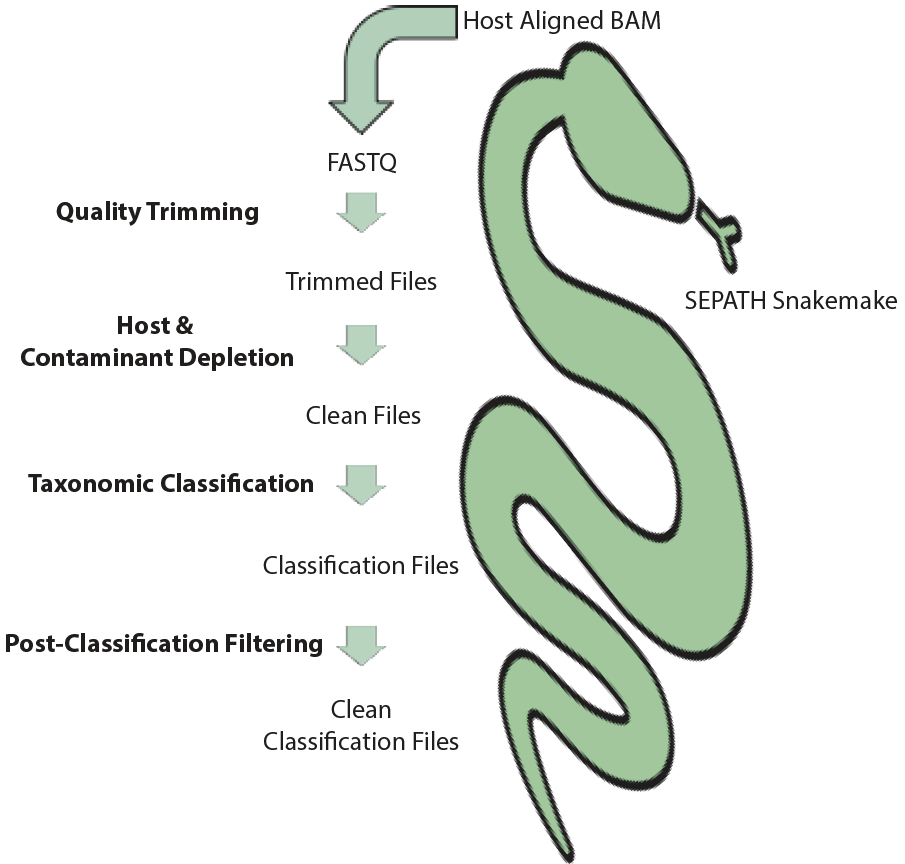 Host Aligned BAM
FASTQ
Quality Trimming
Trimmed Files
SEPATH Snakemake
Host &
Contaminant Depletion
Clean Files
Taxonomic Classification
Classification Files
Post-Classification Filtering
Clean
Classification Files